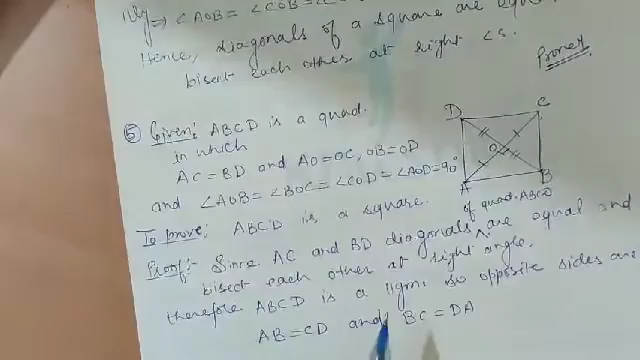 ∠AOB = ∠COB =
Hence, diagonals of a square are
bisect each other at right ∠s.
Proved
⑤ Given: ABCD is a quad.
in which
AC = BD and AO = OC, OB = OD
and ∠AOB = ∠BOC = ∠COD = ∠AOD = 90°
D
C
O
A
B
To prove: ABCD is a square.
of quad. ABCD
Proof:- Since AC and BD diagonals ^ are equal and
bisect each other at right angle.
therefore ABCD is a ||gm. so opposite sides are
AB = CD and BC = DA